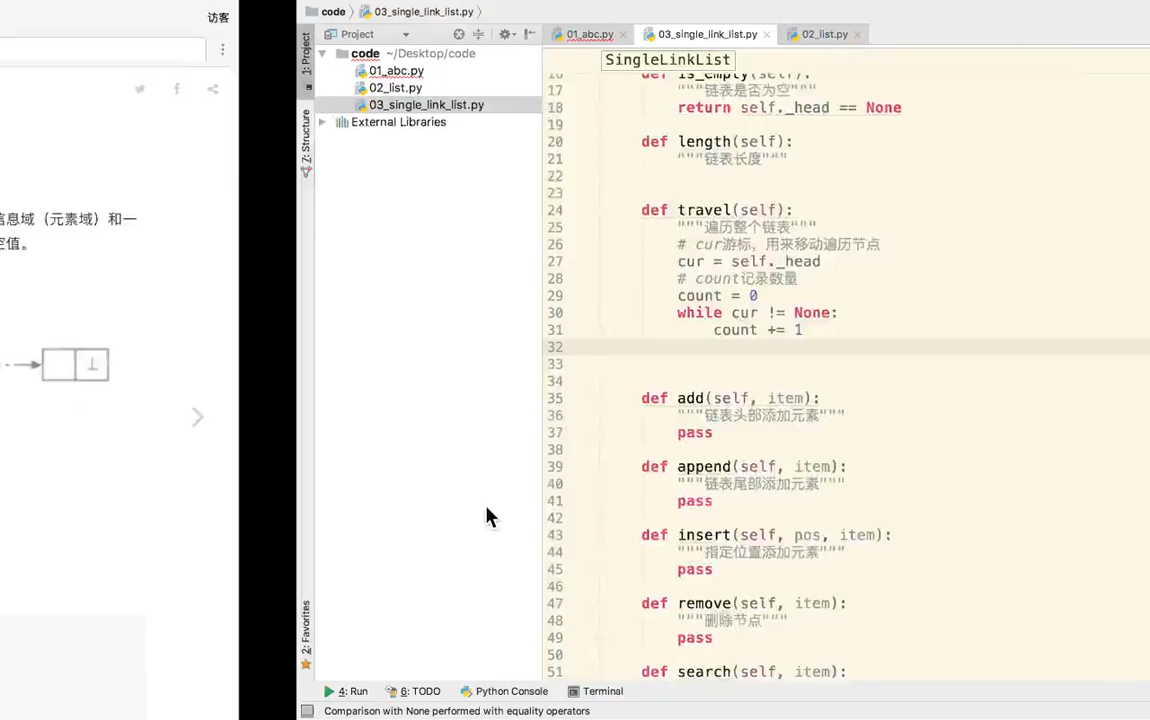 访客
信息域（元素域）和一
空值。
code 03_single_link_list.py
1: Project
Project
01_abc.py
03_single_link_list.py
02_list.py
SingleLinkList
code ~/Desktop/code
01_abc.py
02_list.py
03_single_link_list.py
External Libraries
Z: Structure
2: Favorites
16 def is_empty(self):
17 """链表是否为空"""
18 return self._head == None
19
20 def length(self):
21 """链表长度"""
22
23
24 def travel(self):
25 """遍历整个链表"""
26 # cur游标，用来移动遍历节点
27 cur = self._head
28 # count记录数量
29 count = 0
30 while cur != None:
31 count += 1
32
33
34
35 def add(self, item):
36 """链表头部添加元素"""
37 pass
38
39 def append(self, item):
40 """链表尾部添加元素"""
41 pass
42
43 def insert(self, pos, item):
44 """指定位置添加元素"""
45 pass
46
47 def remove(self, item):
48 """删除节点"""
49 pass
50
51 def search(self, item):
4: Run
6: TODO
Python Console
Terminal
Comparison with None performed with equality operators